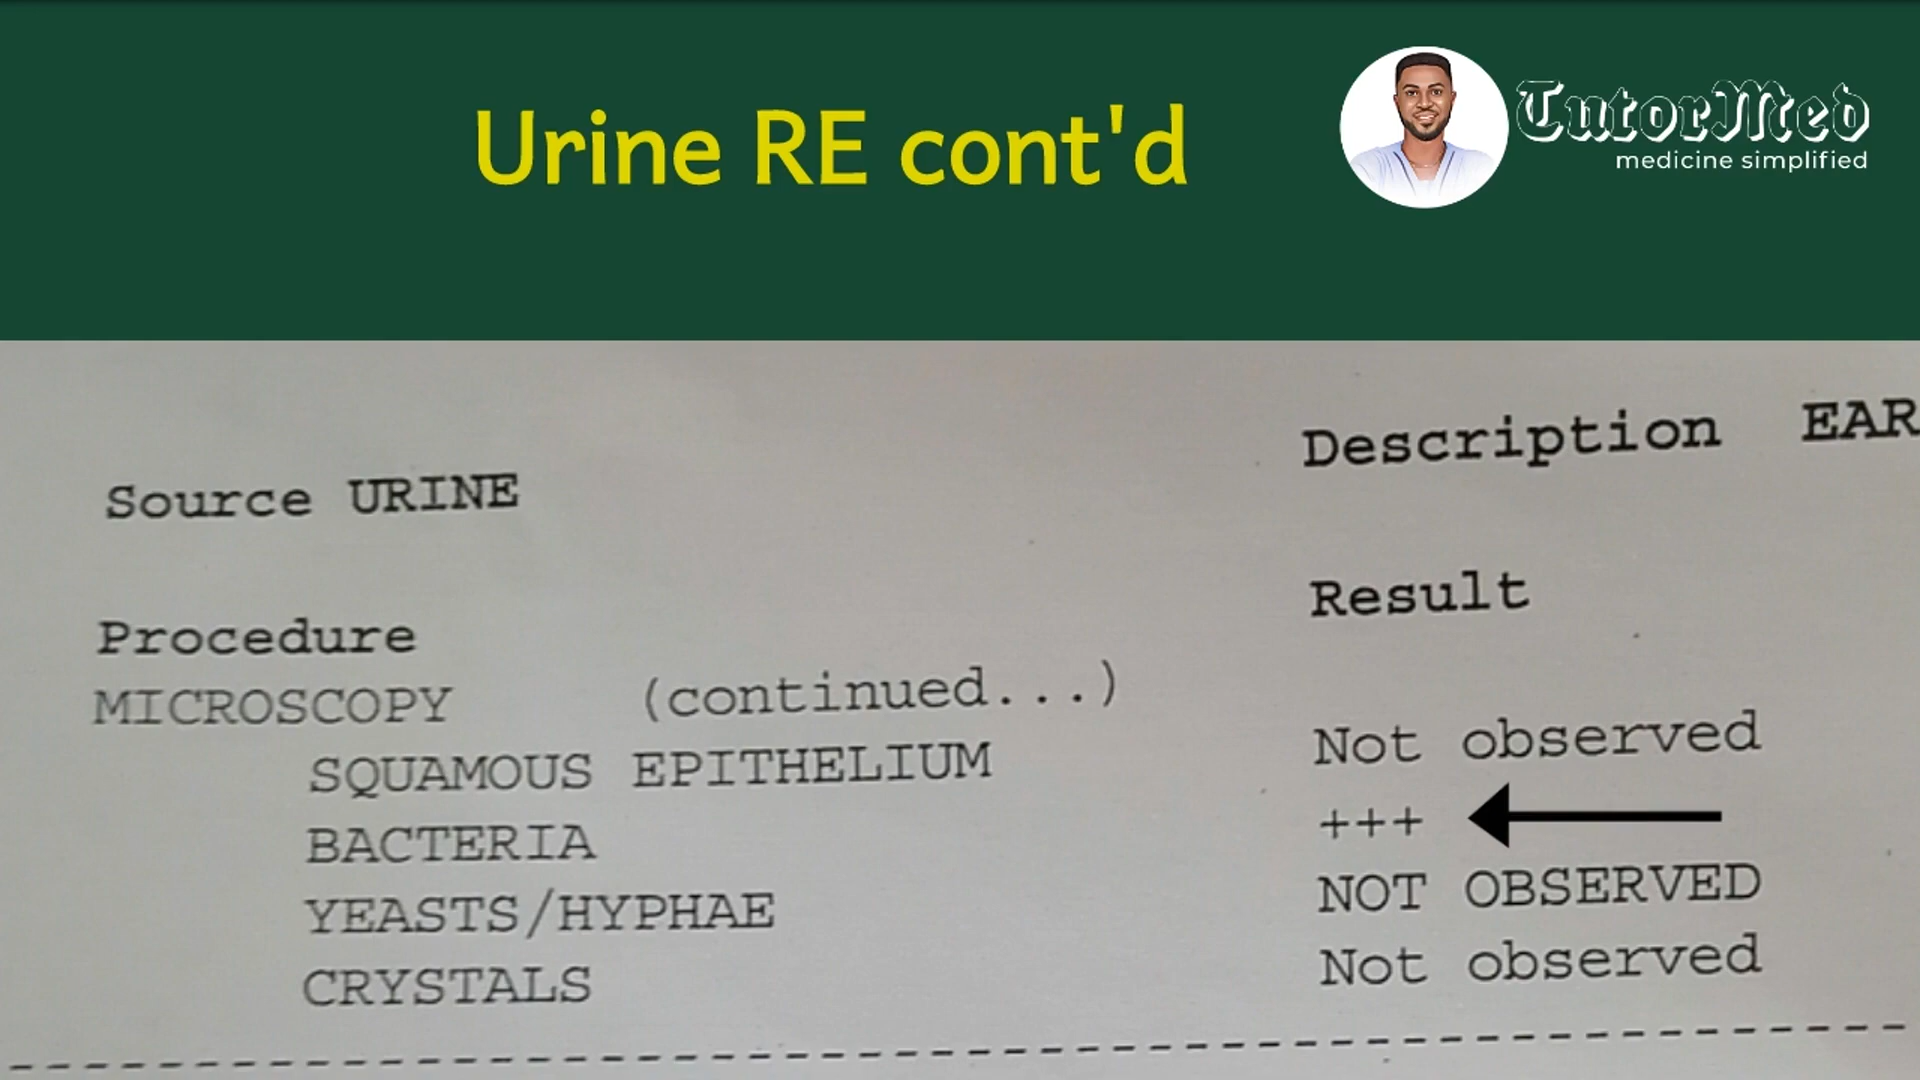 Urine RE cont'd
TutorMed
medicine simplified
Description EAR
Source URINE
Result
Procedure
MICROSCOPY (continued...)
SQUAMOUS EPITHELIUM Not observed
BACTERIA +++
YEASTS/HYPHAE NOT OBSERVED
CRYSTALS Not observed